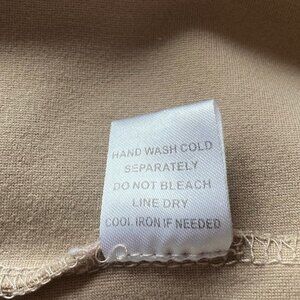 HAND WASH COLD
SEPARATELY
DO NOT BLEACH
LINE DRY
COOL IRON IF NEEDED